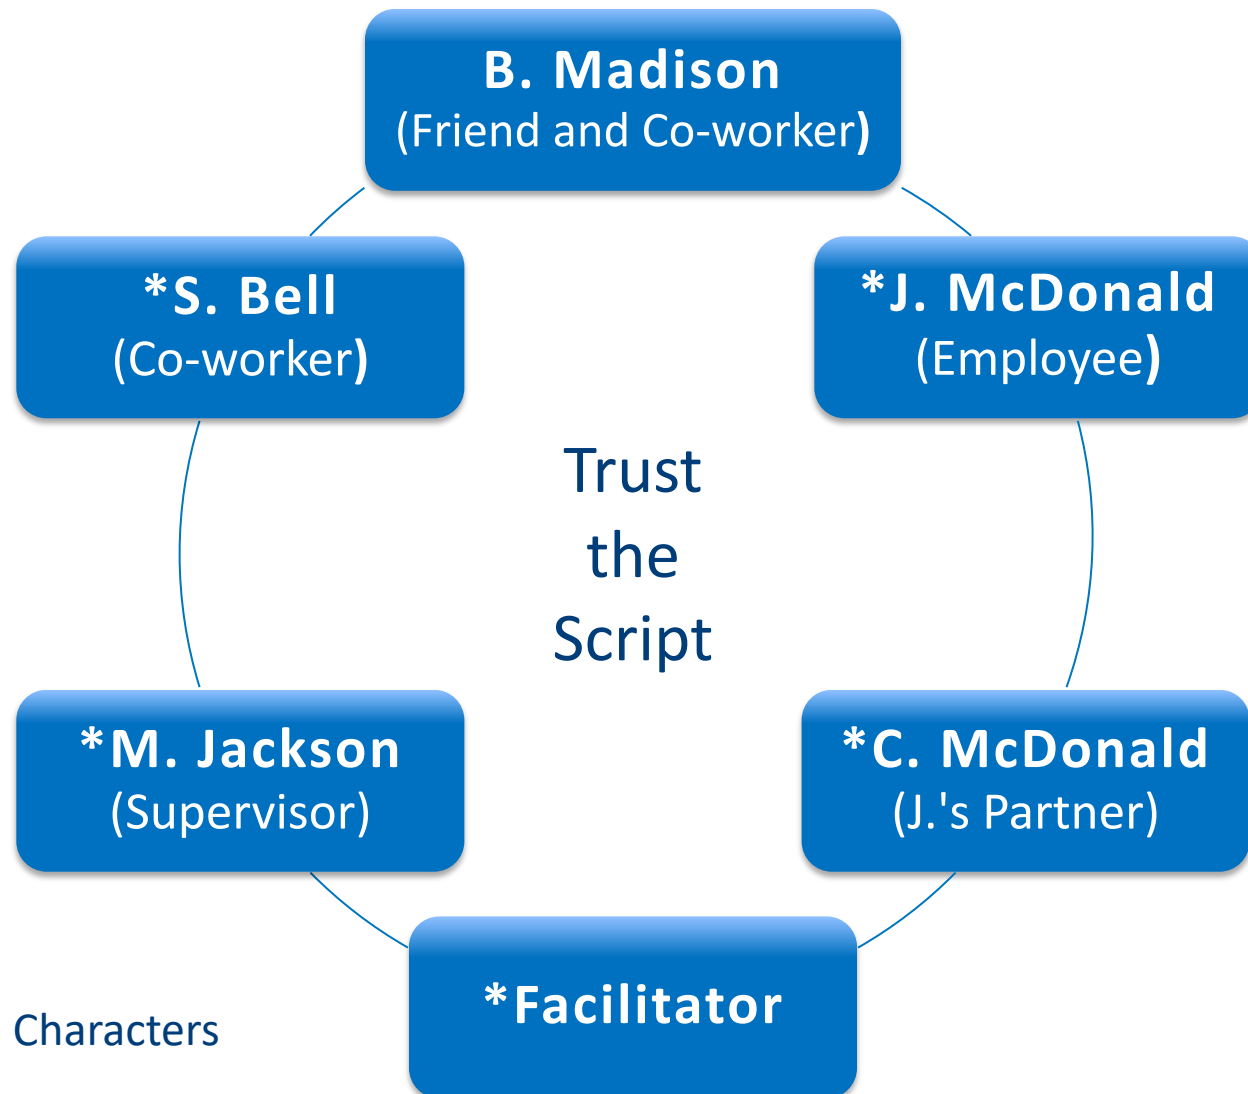 B. Madison
(Friend and Co-worker)
*S. Bell
(Co-worker)
*J. McDonald
(Employee)
Trust
the
Script
*M. Jackson
(Supervisor)
*C. McDonald
(J.'s Partner)
*Facilitator
Characters